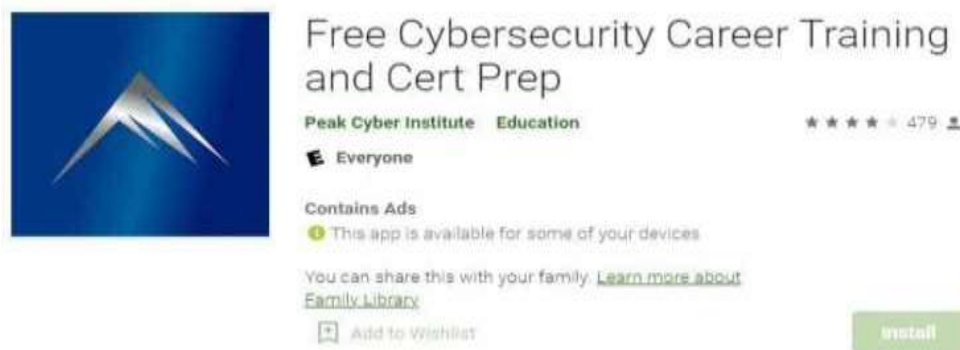 Free Cybersecurity Career Training
and Cert Prep
Peak Cyber Institute Education
479
E Everyone
Contains Ads
This app is available for some of your devices
You can share this with your family. Learn more about
Family Library
Add to Wishlist
Install